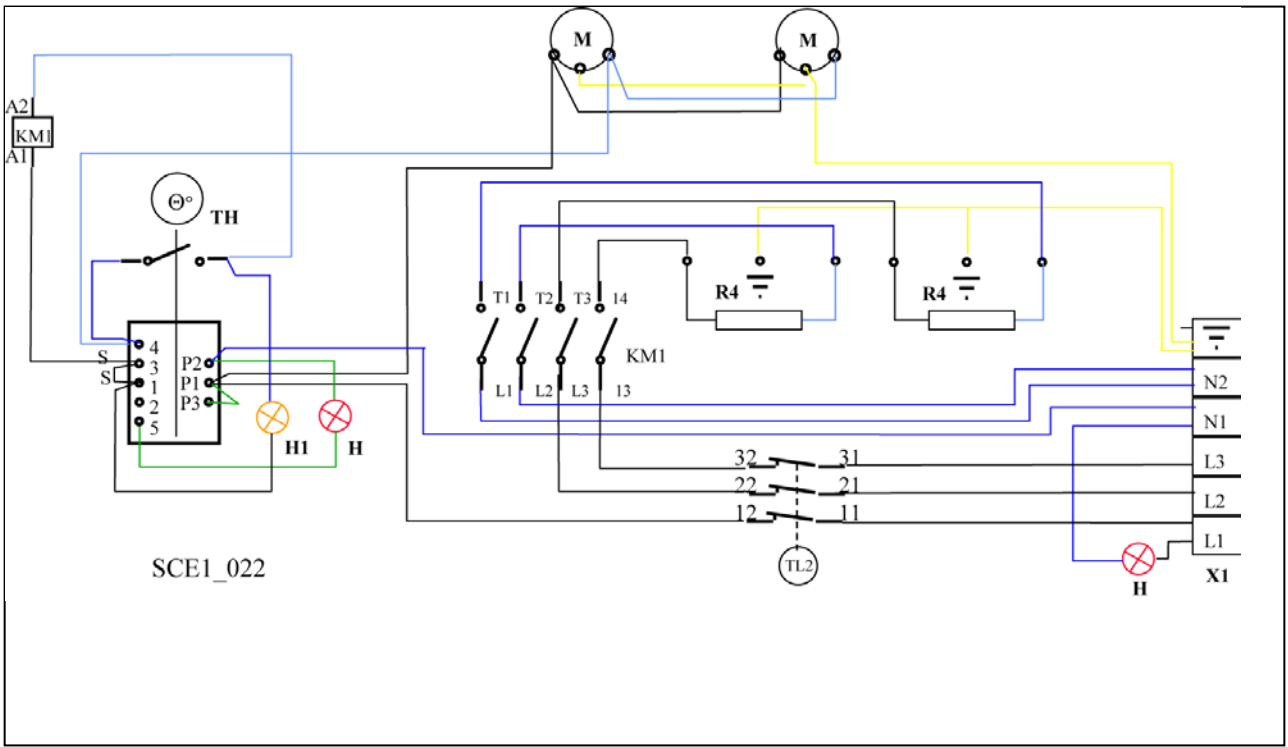 M M
A2
KM1
A1
Θ° TH
T1 T2 T3 14
R4 R4
KM1
L1 L2 L3 13
4
S 3 P2
S 1 P1
2 P3
5
H1 H
N2
N1
L3
L2
L1
X1
32 31
22 21
12 11
TL2
H
SCE1_022